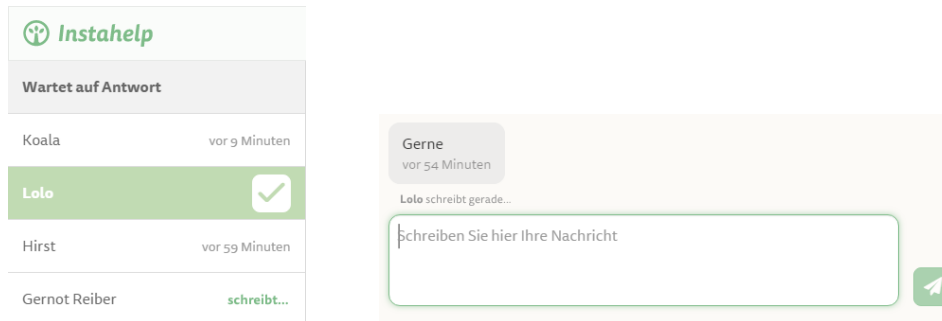 Instahelp
Wartet auf Antwort
Koala vor 9 Minuten
Lolo
Hirst vor 59 Minuten
Gernot Reiber schreibt...
Gerne
vor 54 Minuten
Lolo schreibt gerade...
Schreiben Sie hier Ihre Nachricht